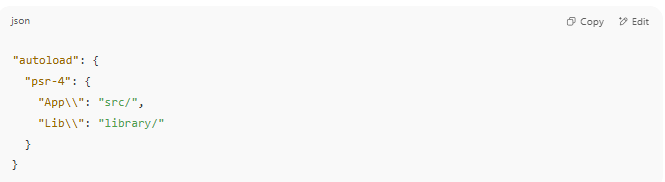 json
Copy
Edit
"autoload": {
  "psr-4": {
    "App\\": "src/",
    "Lib\\": "library/"
  }
}